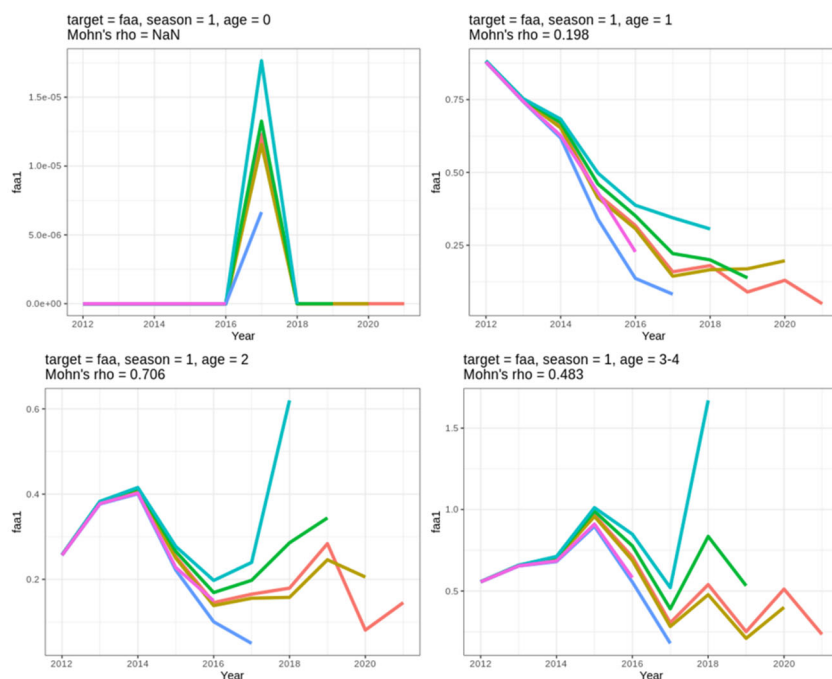 target = faa, season = 1, age = 0
Mohn's rho = NaN
1.5e-05
1.0e-05
5.0e-06
0.0e+00
faa1
2012 2014 2016 2018 2020
Year
target = faa, season = 1, age = 1
Mohn's rho = 0.198
0.75
0.50
0.25
faa1
2012 2014 2016 2018 2020
Year
target = faa, season = 1, age = 2
Mohn's rho = 0.706
0.6
0.4
0.2
faa1
2012 2014 2016 2018 2020
Year
target = faa, season = 1, age = 3-4
Mohn's rho = 0.483
1.5
1.0
0.5
faa1
2012 2014 2016 2018 2020
Year